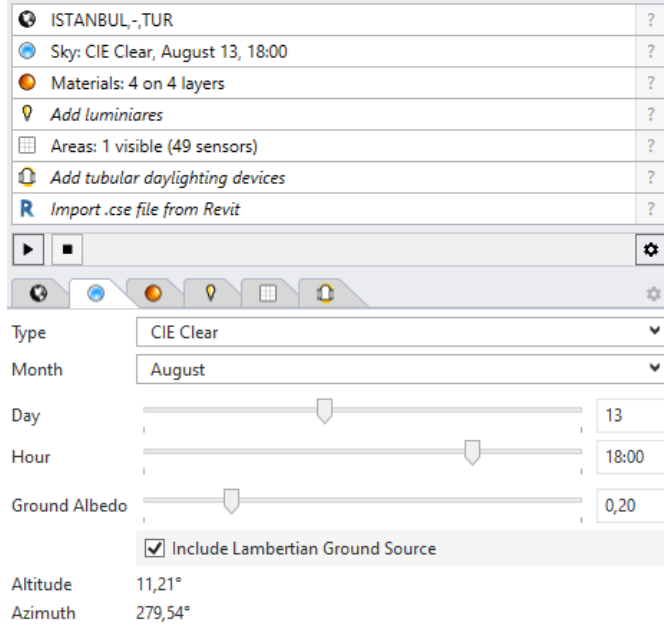 ISTANBUL,-,TUR ?
Sky: CIE Clear, August 13, 18:00 ?
Materials: 4 on 4 layers ?
Add luminiares ?
Areas: 1 visible (49 sensors) ?
Add tubular daylighting devices ?
R Import .cse file from Revit ?
Type CIE Clear
Month August
Day 13
Hour 18:00
Ground Albedo 0,20
Include Lambertian Ground Source
Altitude 11,21°
Azimuth 279,54°